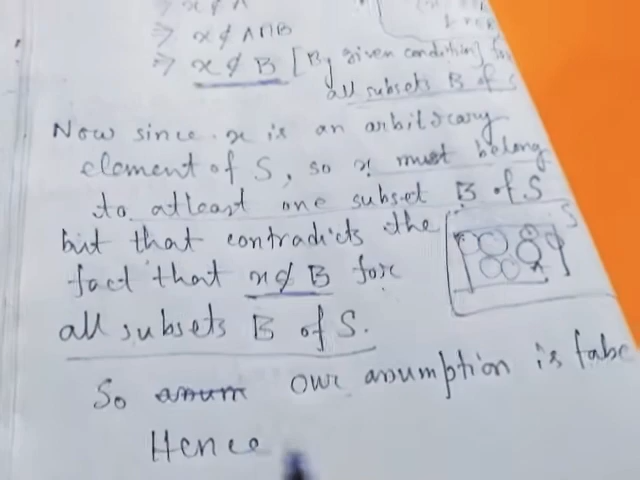 ⇒ x ∉ A
⇒ x ∉ A∩B
⇒ x ∉ B [By given condition] for
all subsets B of S
Now since x is an arbitrary
element of S, so x must belong
to atleast one subset B of S
but that contradicts the
fact that x ∉ B for
all subsets B of S.
S
So our assumption is false
Hence